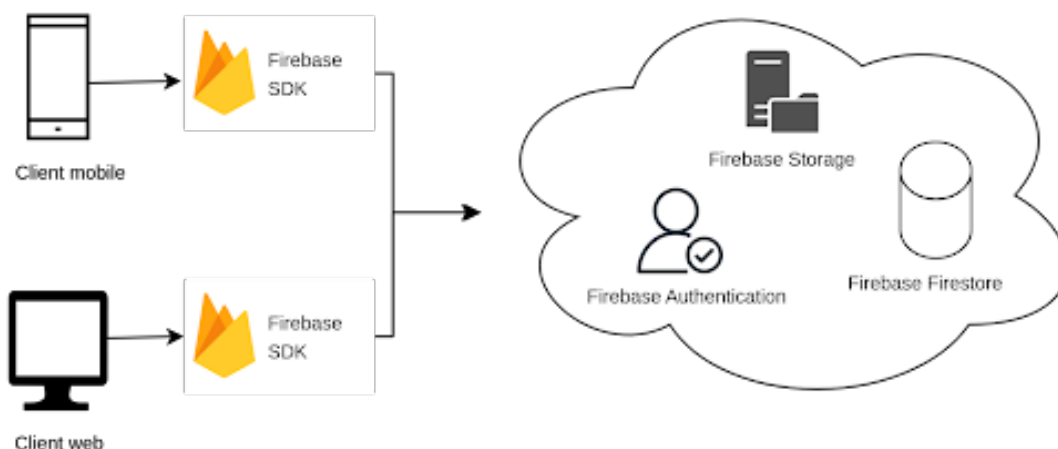 Firebase
SDK
Client mobile
Firebase Storage
Firebase Authentication
Firebase Firestore
Firebase
SDK
Client web